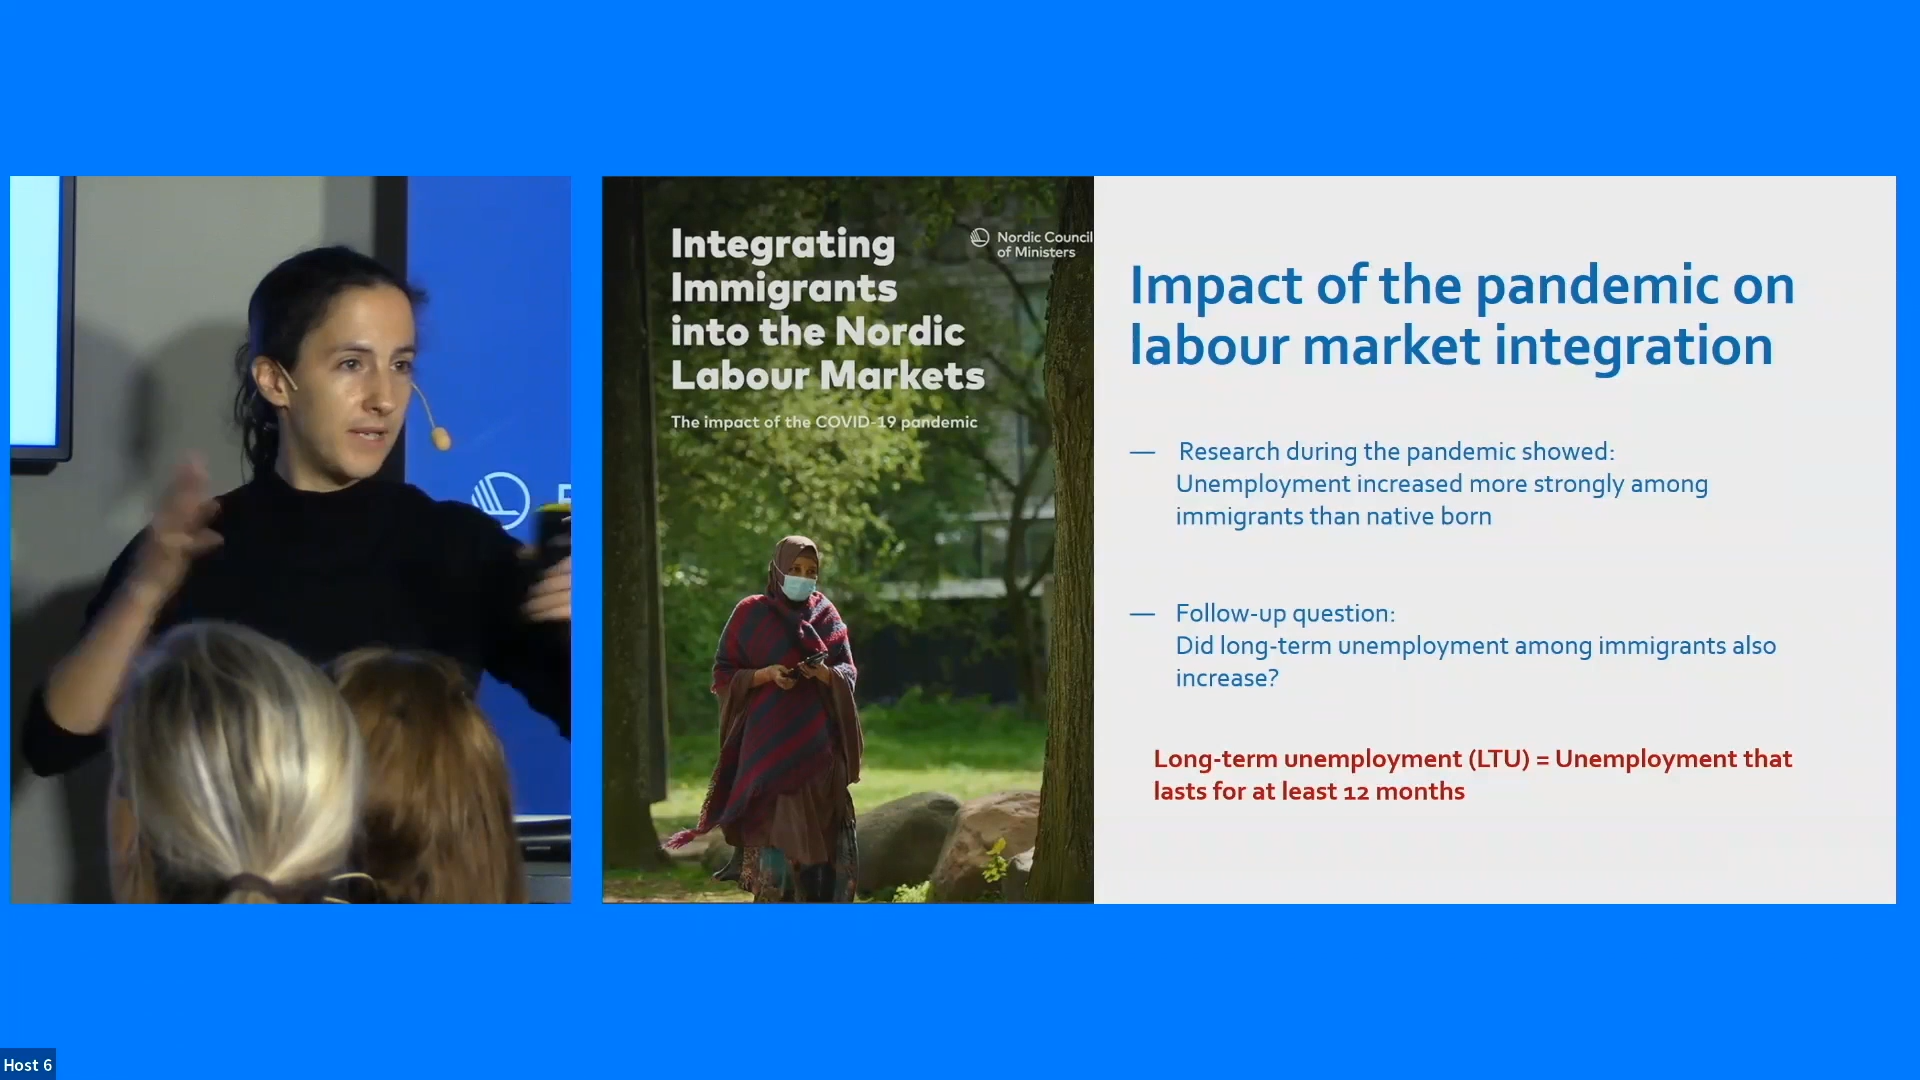 Integrating
Immigrants
into the Nordic
Labour Markets
The impact of the COVID-19 pandemic
Nordic Council
of Ministers
Impact of the pandemic on
labour market integration
— Research during the pandemic showed:
Unemployment increased more strongly among
immigrants than native born
— Follow-up question:
Did long-term unemployment among immigrants also
increase?
Long-term unemployment (LTU) = Unemployment that
lasts for at least 12 months
Host 6